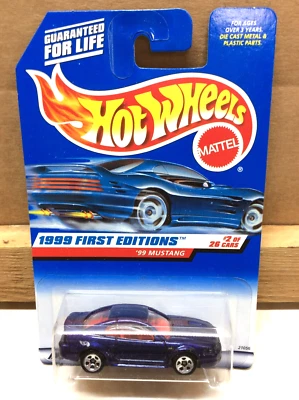 GUARANTEED
FOR LIFE
FOR AGES
OVER 3 YEARS.
DIE CAST METAL &
PLASTIC PARTS.
HOT WHEELS
MATTEL
®
1999 FIRST EDITIONS™
#2 OF
26 CARS
'99 MUSTANG